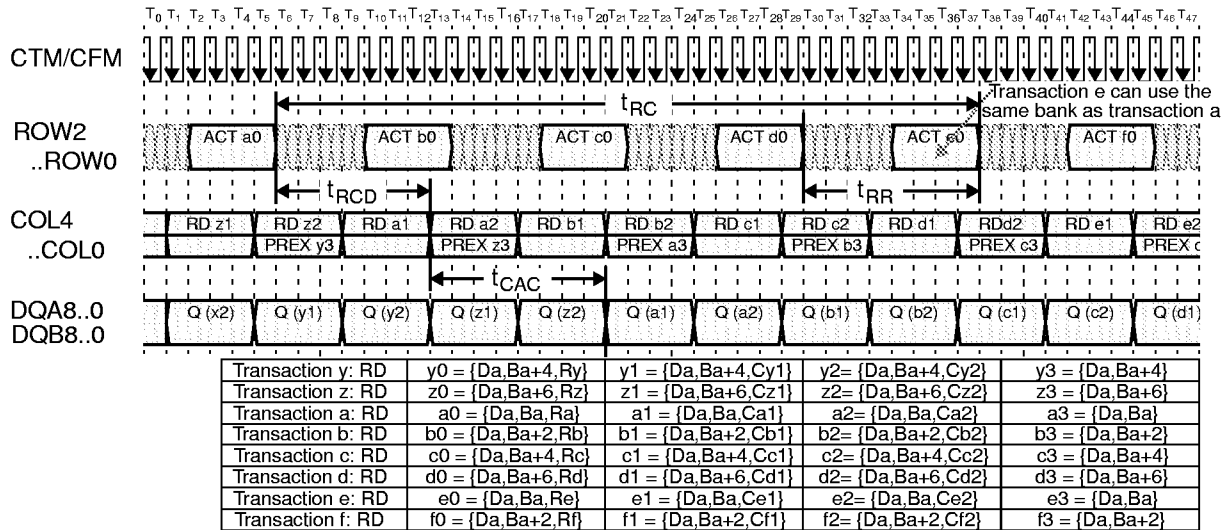 T0 T1 T2 T3 T4 T5 T6 T7 T8 T9 T10 T11 T12 T13 T14 T15 T16 T17 T18 T19 T20 T21 T22 T23 T24 T25 T26 T27 T28 T29 T30 T31 T32 T33 T34 T35 T36 T37 T38 T39 T40 T41 T42 T43 T44 T45 T46 T47
CTM/CFM
Transaction e can use the
same bank as transaction a
tRC
ROW2
..ROW0
ACT a0 ACT b0 ACT c0 ACT d0 ACT e0 ACT f0
tRCD tRR
COL4
..COL0
RD z1 RD z2 RD a1 RD a2 RD b1 RD b2 RD c1 RD c2 RD d1 RDd2 RD e1 RD e2
PREX y3 PREX z3 PREX a3 PREX b3 PREX c3 PREX
tCAC
DQA8..0
DQB8..0
Q (x2) Q (y1) Q (y2) Q (z1) Q (z2) Q (a1) Q (a2) Q (b1) Q (b2) Q (c1) Q (c2) Q (d1)
Transaction y: RD y0 = {Da,Ba+4,Ry} y1 = {Da,Ba+4,Cy1} y2= {Da,Ba+4,Cy2} y3 = {Da,Ba+4}
Transaction z: RD z0 = {Da,Ba+6,Rz} z1 = {Da,Ba+6,Cz1} z2= {Da,Ba+6,Cz2} z3 = {Da,Ba+6}
Transaction a: RD a0 = {Da,Ba,Ra} a1 = {Da,Ba,Ca1} a2= {Da,Ba,Ca2} a3 = {Da,Ba}
Transaction b: RD b0 = {Da,Ba+2,Rb} b1 = {Da,Ba+2,Cb1} b2= {Da,Ba+2,Cb2} b3 = {Da,Ba+2}
Transaction c: RD c0 = {Da,Ba+4,Rc} c1 = {Da,Ba+4,Cc1} c2= {Da,Ba+4,Cc2} c3 = {Da,Ba+4}
Transaction d: RD d0 = {Da,Ba+6,Rd} d1 = {Da,Ba+6,Cd1} d2= {Da,Ba+6,Cd2} d3 = {Da,Ba+6}
Transaction e: RD e0 = {Da,Ba,Re} e1 = {Da,Ba,Ce1} e2= {Da,Ba,Ce2} e3 = {Da,Ba}
Transaction f: RD f0 = {Da,Ba+2,Rf} f1 = {Da,Ba+2,Cf1} f2= {Da,Ba+2,Cf2} f3 = {Da,Ba+2}